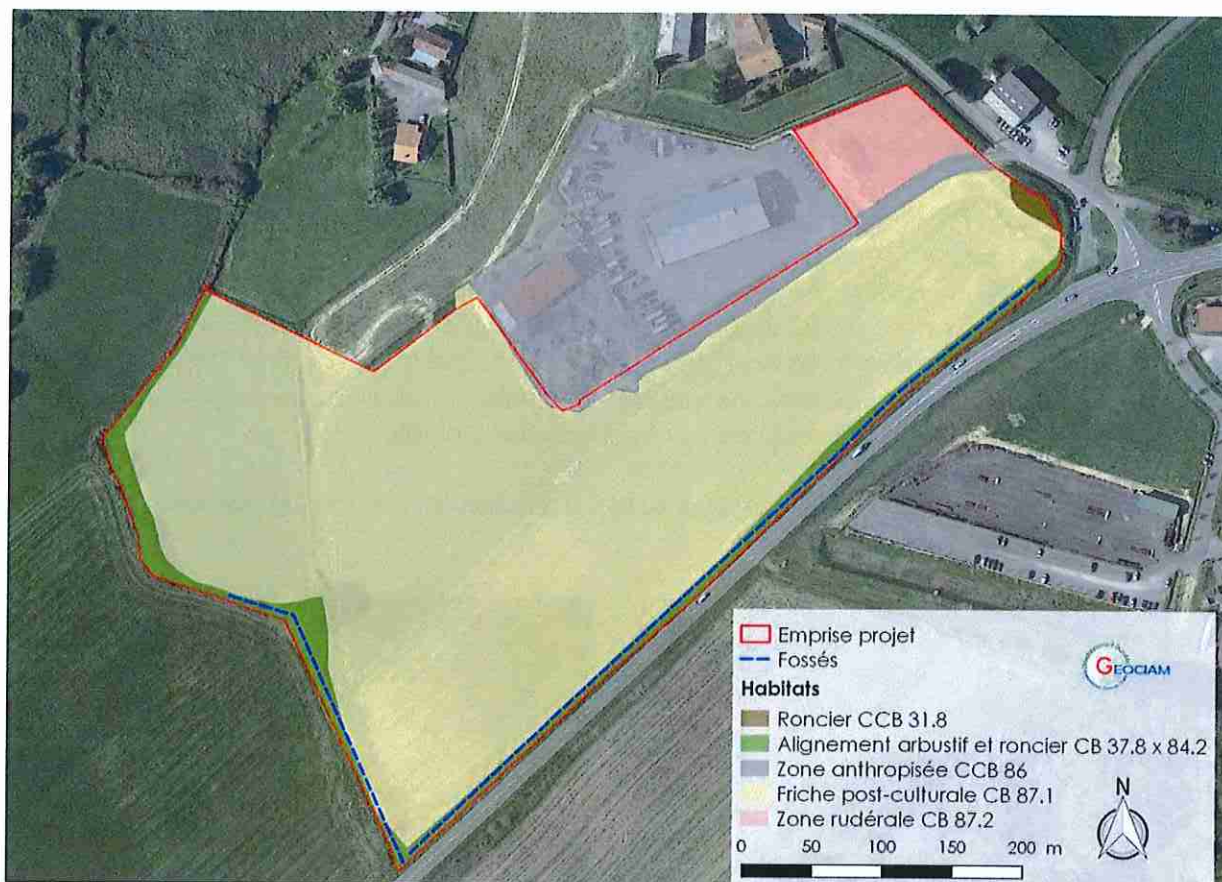 Emprise projet
Fossés
GEOCIAM
Habitats
Roncier CCB 31.8
Alignement arbustif et roncier CB 37.8 x 84.2
Zone anthropisée CCB 86
Friche post-culturale CB 87.1
Zone rudérale CB 87.2
N
0 50 100 150 200 m